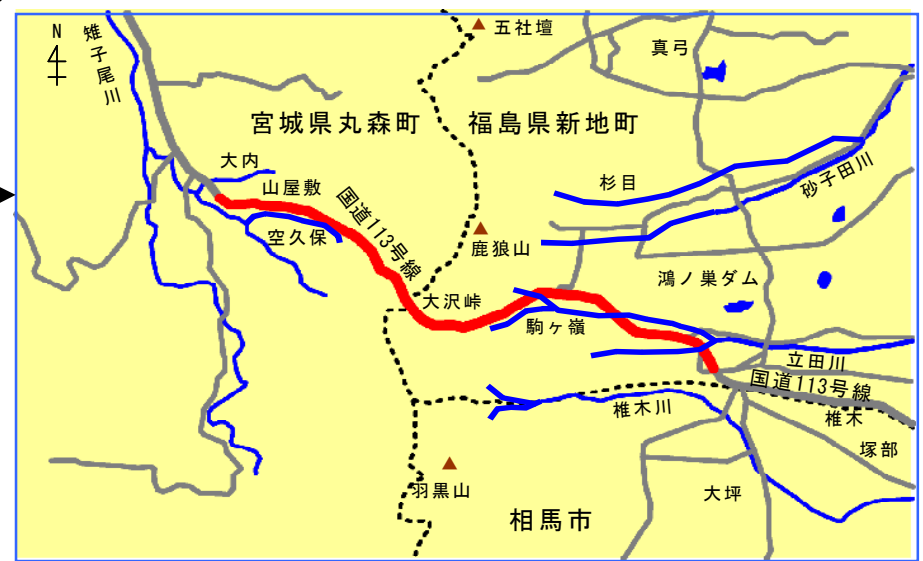 N
雉子尾川
五社壇
真弓
宮城県丸森町
福島県新地町
大内
山屋敷
杉目
砂子田川
国道113号線
空久保
鹿狼山
鴻ノ巣ダム
大沢峠
駒ヶ嶺
立田川
国道113号線
椎木川
椎木
塚部
羽黒山
大坪
相馬市